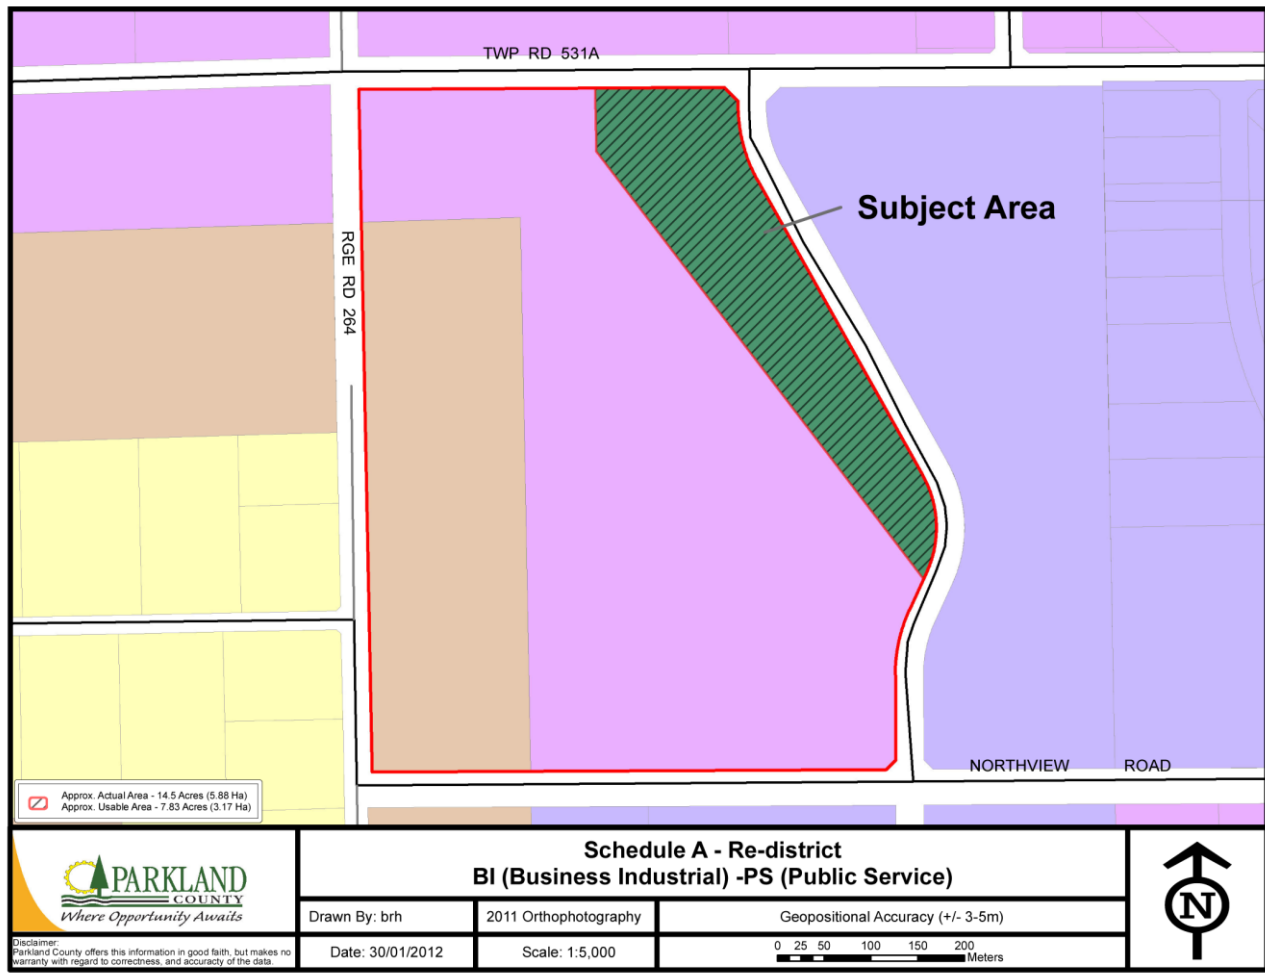 TWP RD 531A
Subject Area
RGE RD 264
NORTHVIEW ROAD
Approx. Actual Area - 14.5 Acres (5.88 Ha)
Approx. Usable Area - 7.83 Acres (3.17 Ha)
PARKLAND
COUNTY
Where Opportunity Awaits
Disclaimer:
Parkland County offers this information in good faith, but makes no
warranty with regard to correctness, and accuracty of the data.
Schedule A - Re-district
BI (Business Industrial) -PS (Public Service)
Drawn By: brh
2011 Orthophotography
Geopositional Accuracy (+/- 3-5m)
Date: 30/01/2012
Scale: 1:5,000
0 25 50 100 150 200
Meters
N